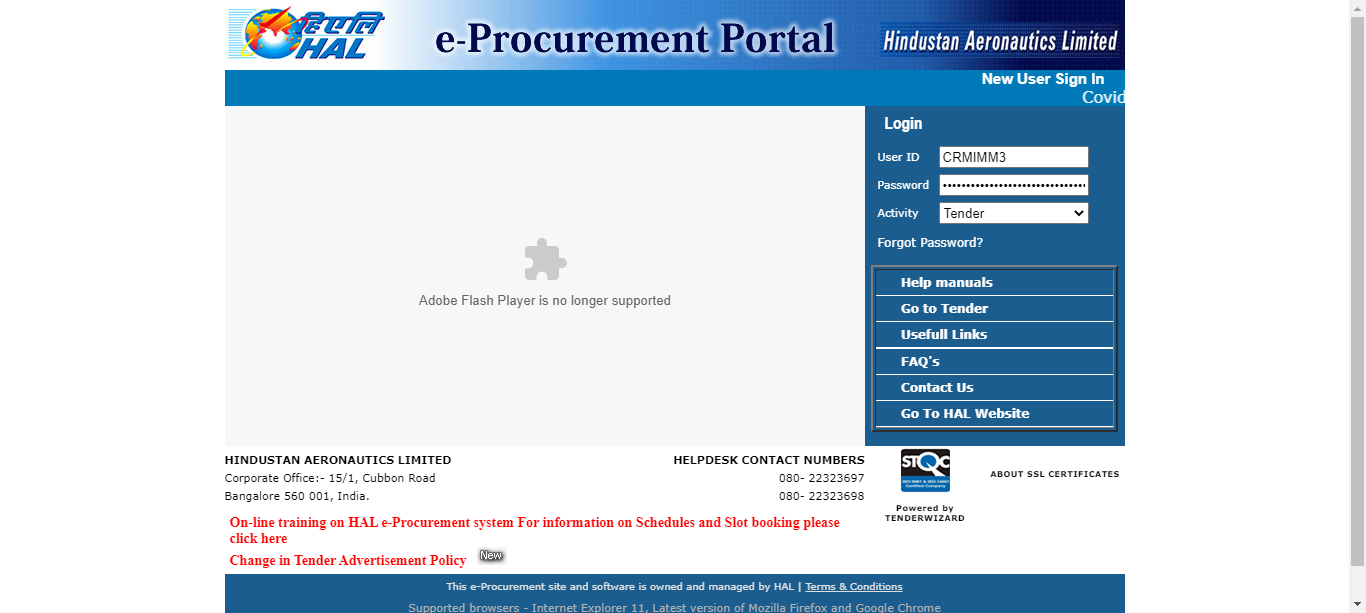 हिएएलि
HAL
e-Procurement Portal
Hindustan Aeronautics Limited
New User Sign In
Covid
Login
User ID CRMIMM3
Password
Activity Tender
Forgot Password?
Adobe Flash Player is no longer supported
Help manuals
Go to Tender
Usefull Links
FAQ's
Contact Us
Go To HAL Website
HINDUSTAN AERONAUTICS LIMITED
Corporate Office:- 15/1, Cubbon Road
Bangalore 560 001, India.
HELPDESK CONTACT NUMBERS
080- 22323697
080- 22323698
STQC
Certified Company
Powered by
TENDERWIZARD
ABOUT SSL CERTIFICATES
On-line training on HAL e-Procurement system For information on Schedules and Slot booking please
click here
Change in Tender Advertisement Policy New
This e-Procurement site and software is owned and managed by HAL | Terms & Conditions
Supported browsers - Internet Explorer 11, Latest version of Mozilla Firefox and Google Chrome